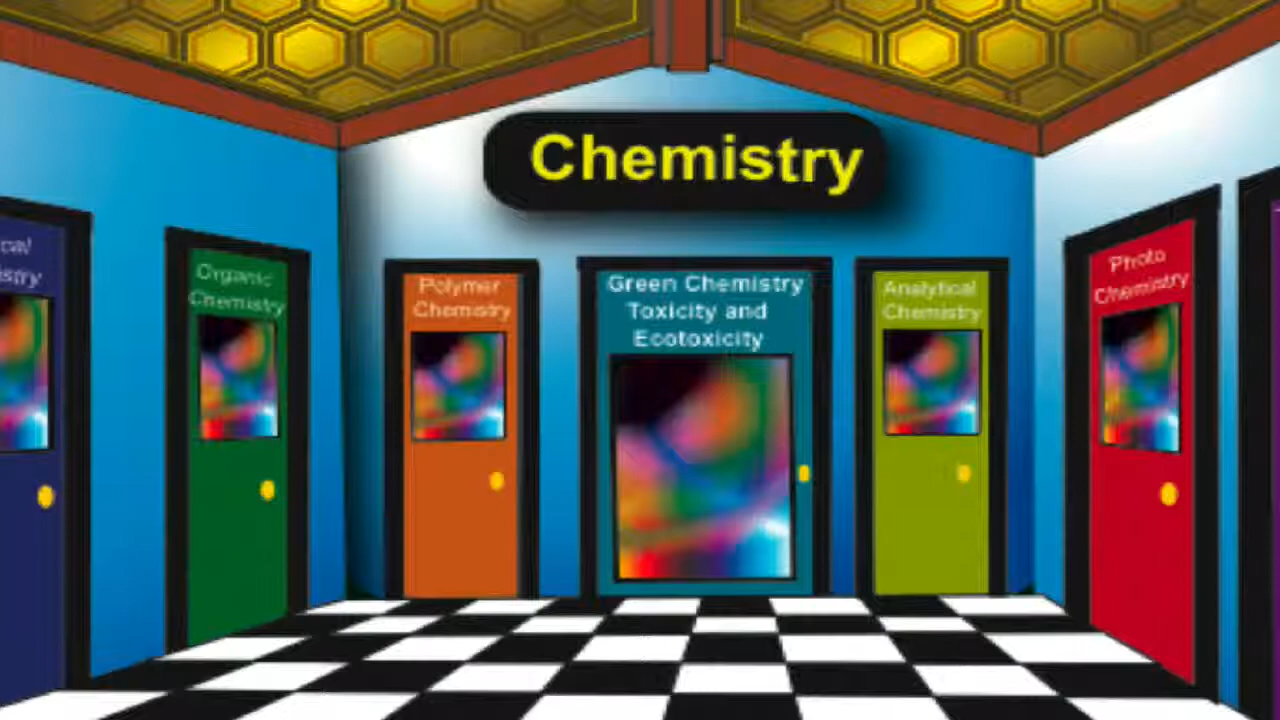 Chemistry
Organic
Chemistry
Polymer
Chemistry
Green Chemistry
Toxicity and
Ecotoxicity
Analytical
Chemistry
Photo
Chemistry